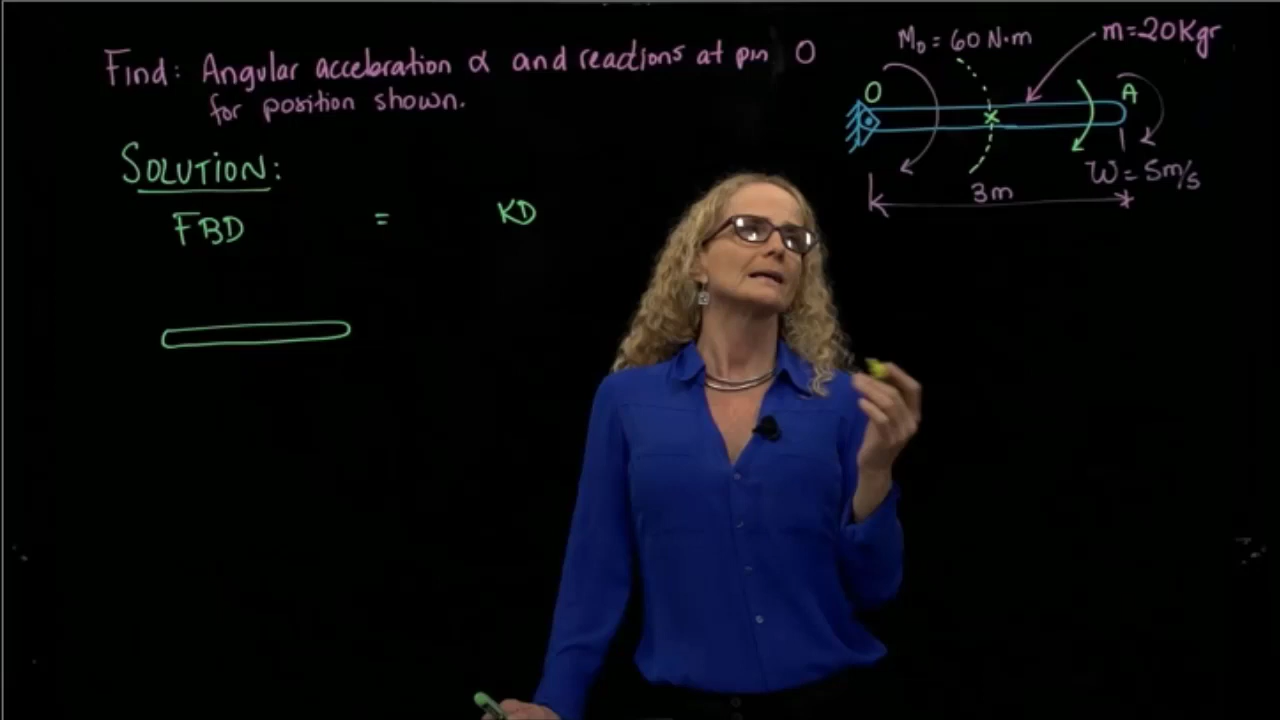 Find: Angular acceleration α and reactions at pin O
for position shown.
SOLUTION:
FBD = KD
M₀ = 60 N·m
m=20Kgr
O
A
ω = 5m/s
3m